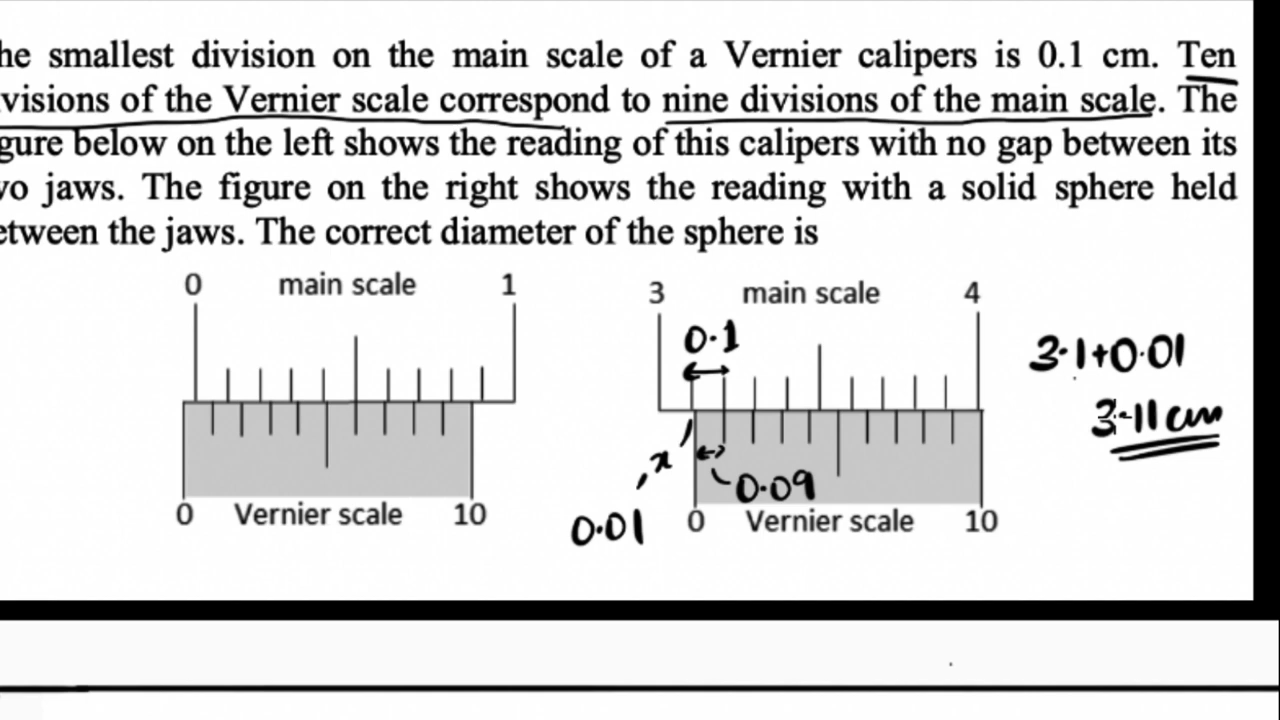 he smallest division on the main scale of a Vernier calipers is 0.1 cm. Ten
visions of the Vernier scale correspond to nine divisions of the main scale. The
gure below on the left shows the reading of this calipers with no gap between its
vo jaws. The figure on the right shows the reading with a solid sphere held
etween the jaws. The correct diameter of the sphere is
0 main scale 1
3 main scale 4
0.1
3.1+0.01
3.11 cm
x
0.09
0.01
0 Vernier scale 10
0 Vernier scale 10